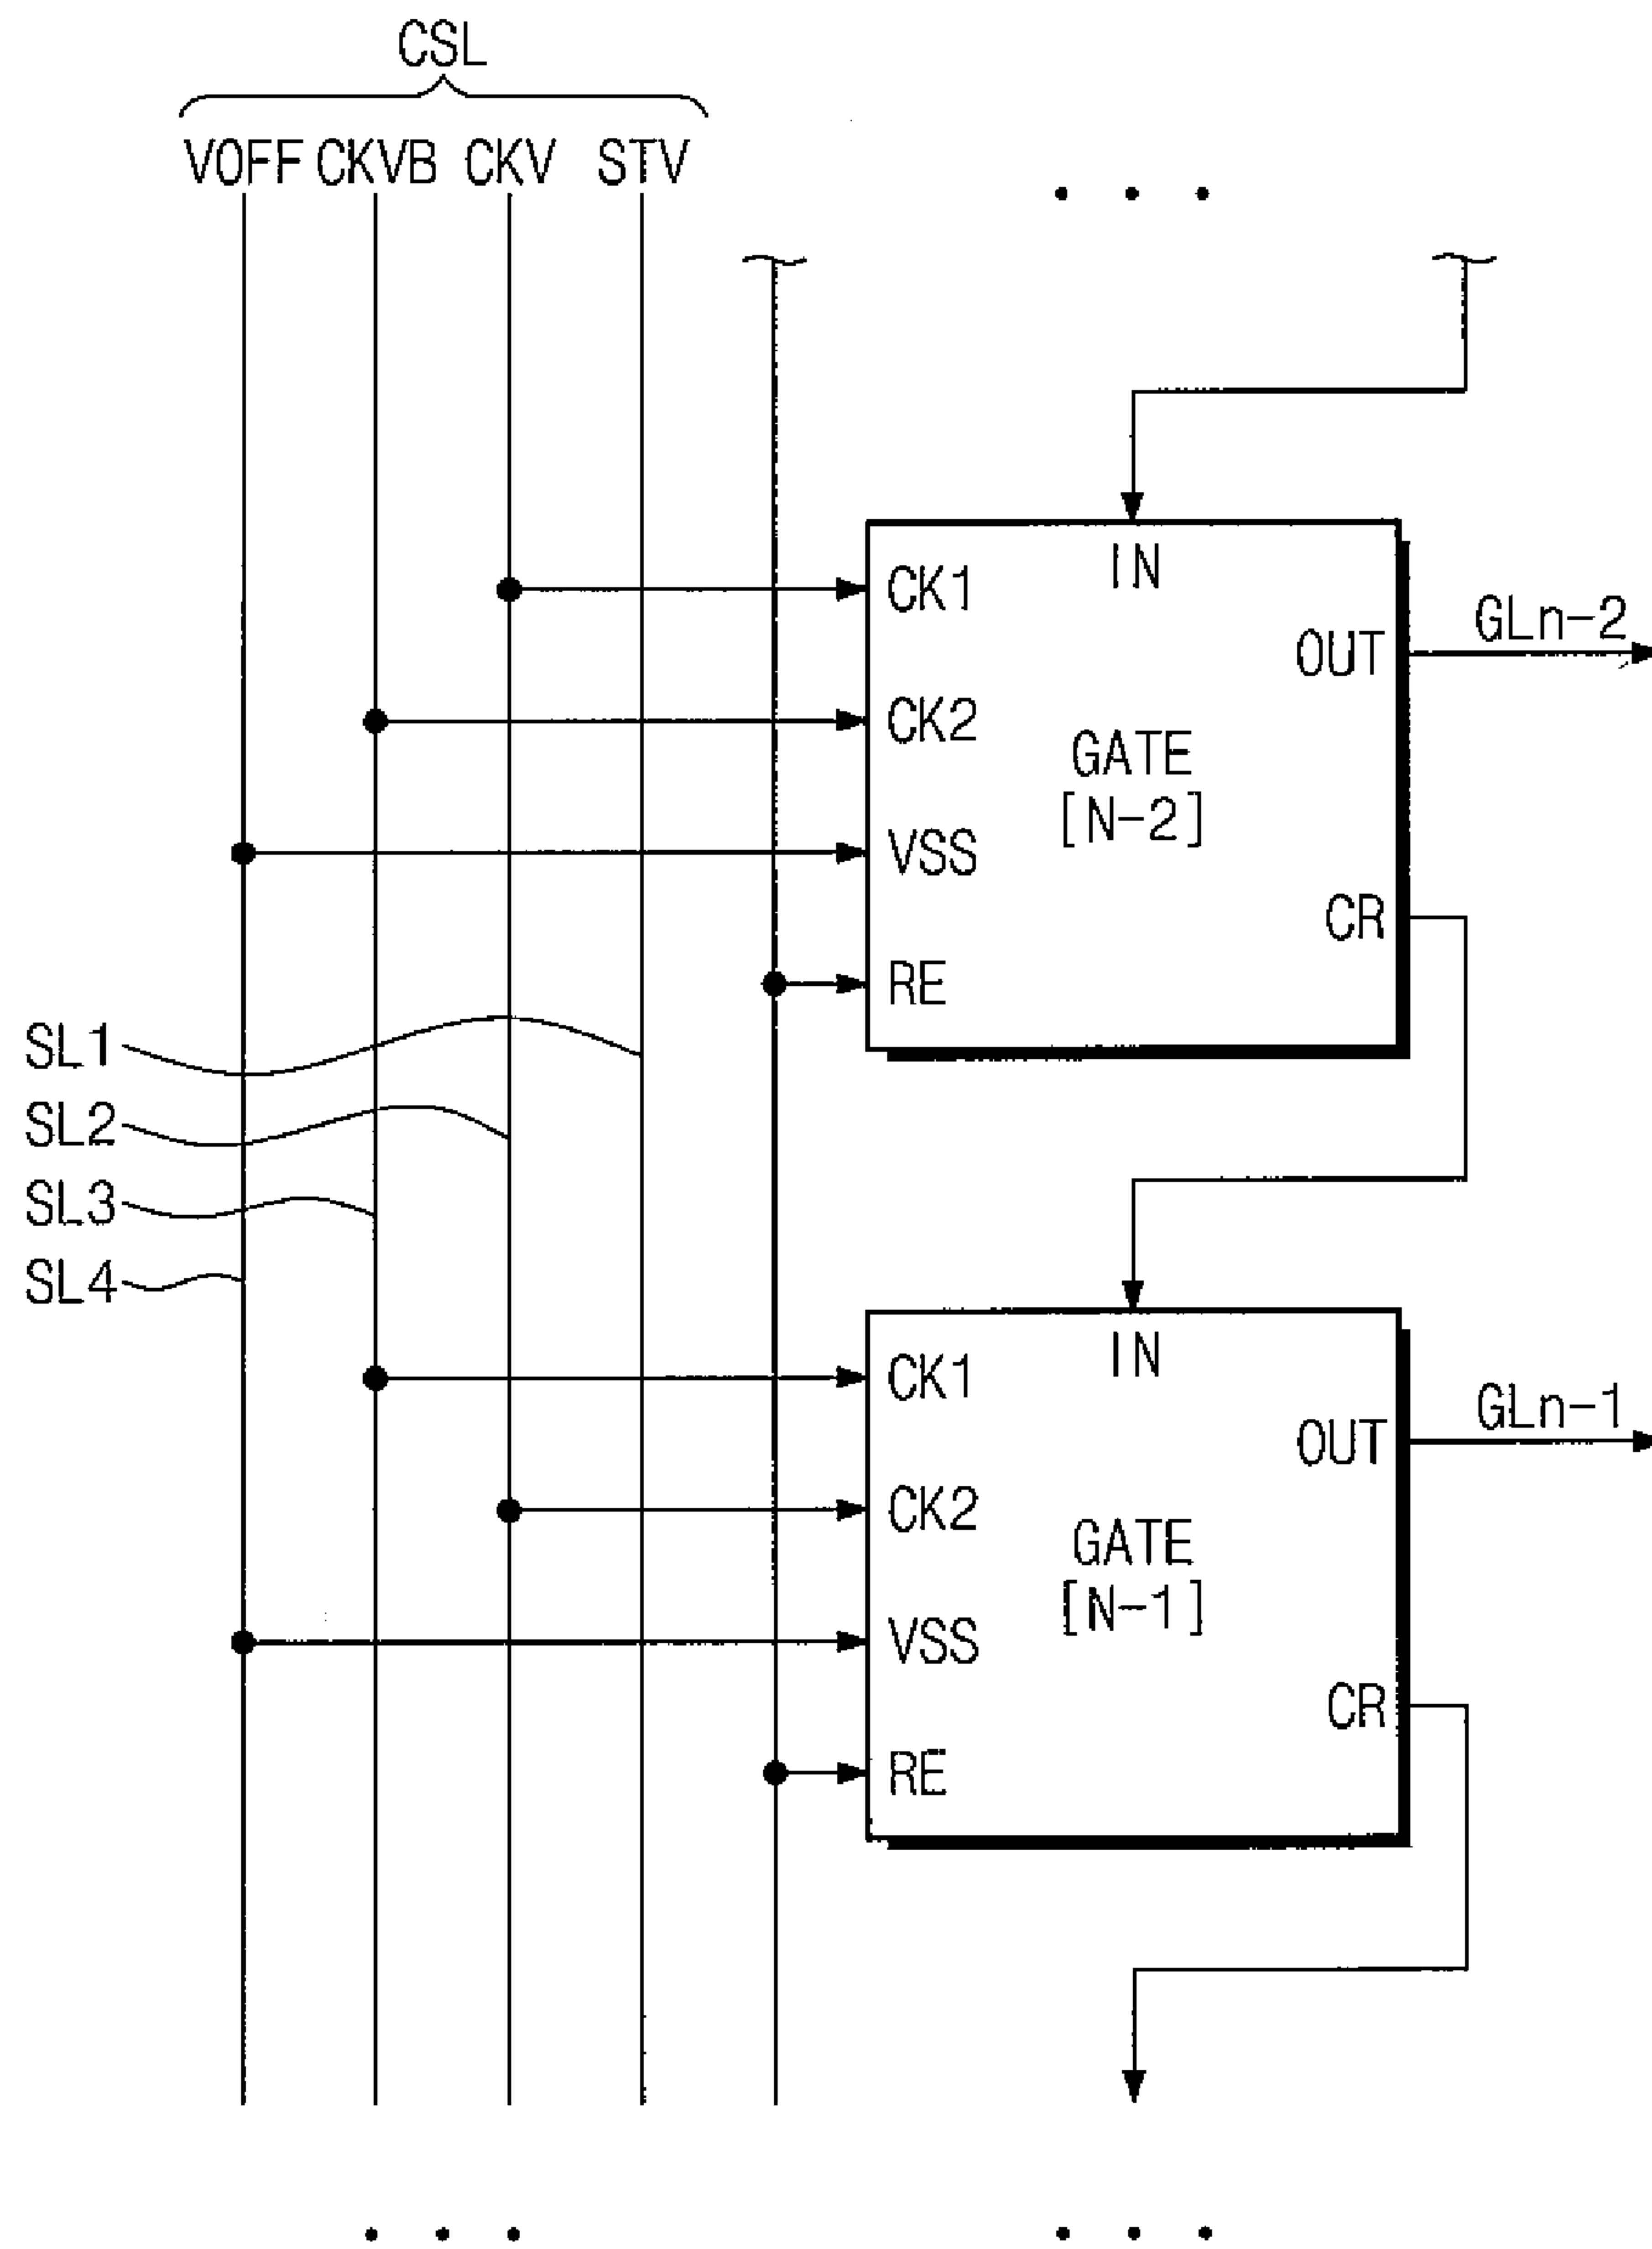 CSL
VOFF CKVB CKV STV
IN
CK1
OUT
GLn-2
CK2
GATE
[N-2]
VSS
CR
RE
SL1
SL2
SL3
SL4
IN
CK1
OUT
GLn-1
CK2
GATE
[N-1]
VSS
CR
RE